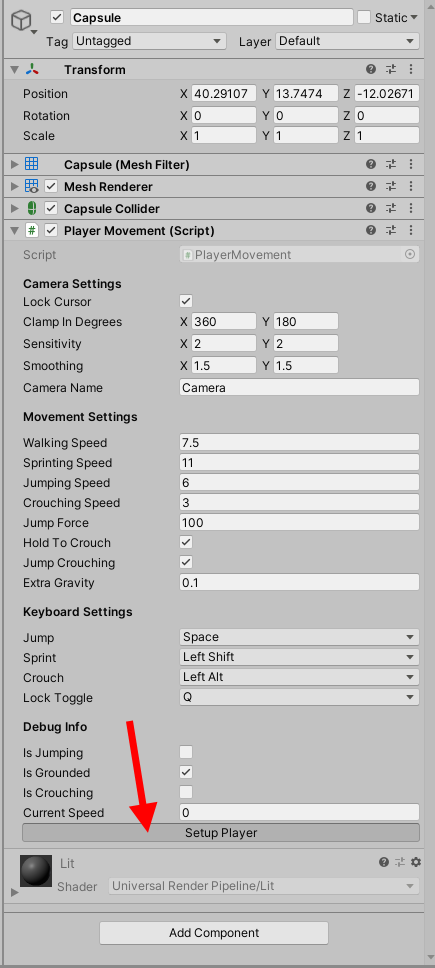 Capsule Static
Tag Untagged Layer Default
Transform
Position X 40.29107 Y 13.7474 Z -12.02671
Rotation X 0 Y 0 Z 0
Scale X 1 Y 1 Z 1
Capsule (Mesh Filter)
Mesh Renderer
Capsule Collider
# Player Movement (Script)
Script # PlayerMovement
Camera Settings
Lock Cursor
Clamp In Degrees X 360 Y 180
Sensitivity X 2 Y 2
Smoothing X 1.5 Y 1.5
Camera Name Camera
Movement Settings
Walking Speed 7.5
Sprinting Speed 11
Jumping Speed 6
Crouching Speed 3
Jump Force 100
Hold To Crouch
Jump Crouching
Extra Gravity 0.1
Keyboard Settings
Jump Space
Sprint Left Shift
Crouch Left Alt
Lock Toggle Q
Debug Info
Is Jumping
Is Grounded
Is Crouching
Current Speed 0
Setup Player
Lit
Shader Universal Render Pipeline/Lit
Add Component